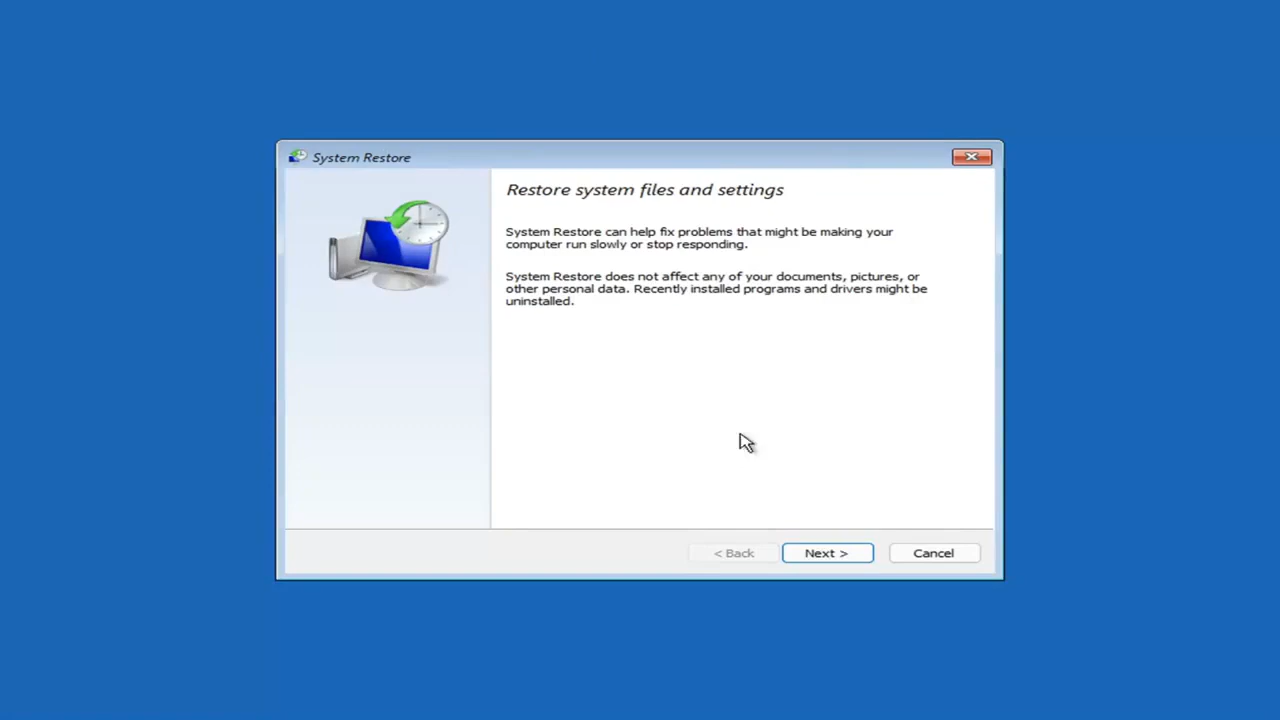 System Restore
Restore system files and settings
System Restore can help fix problems that might be making your
computer run slowly or stop responding.
System Restore does not affect any of your documents, pictures, or
other personal data. Recently installed programs and drivers might be
uninstalled.
< Back Next > Cancel